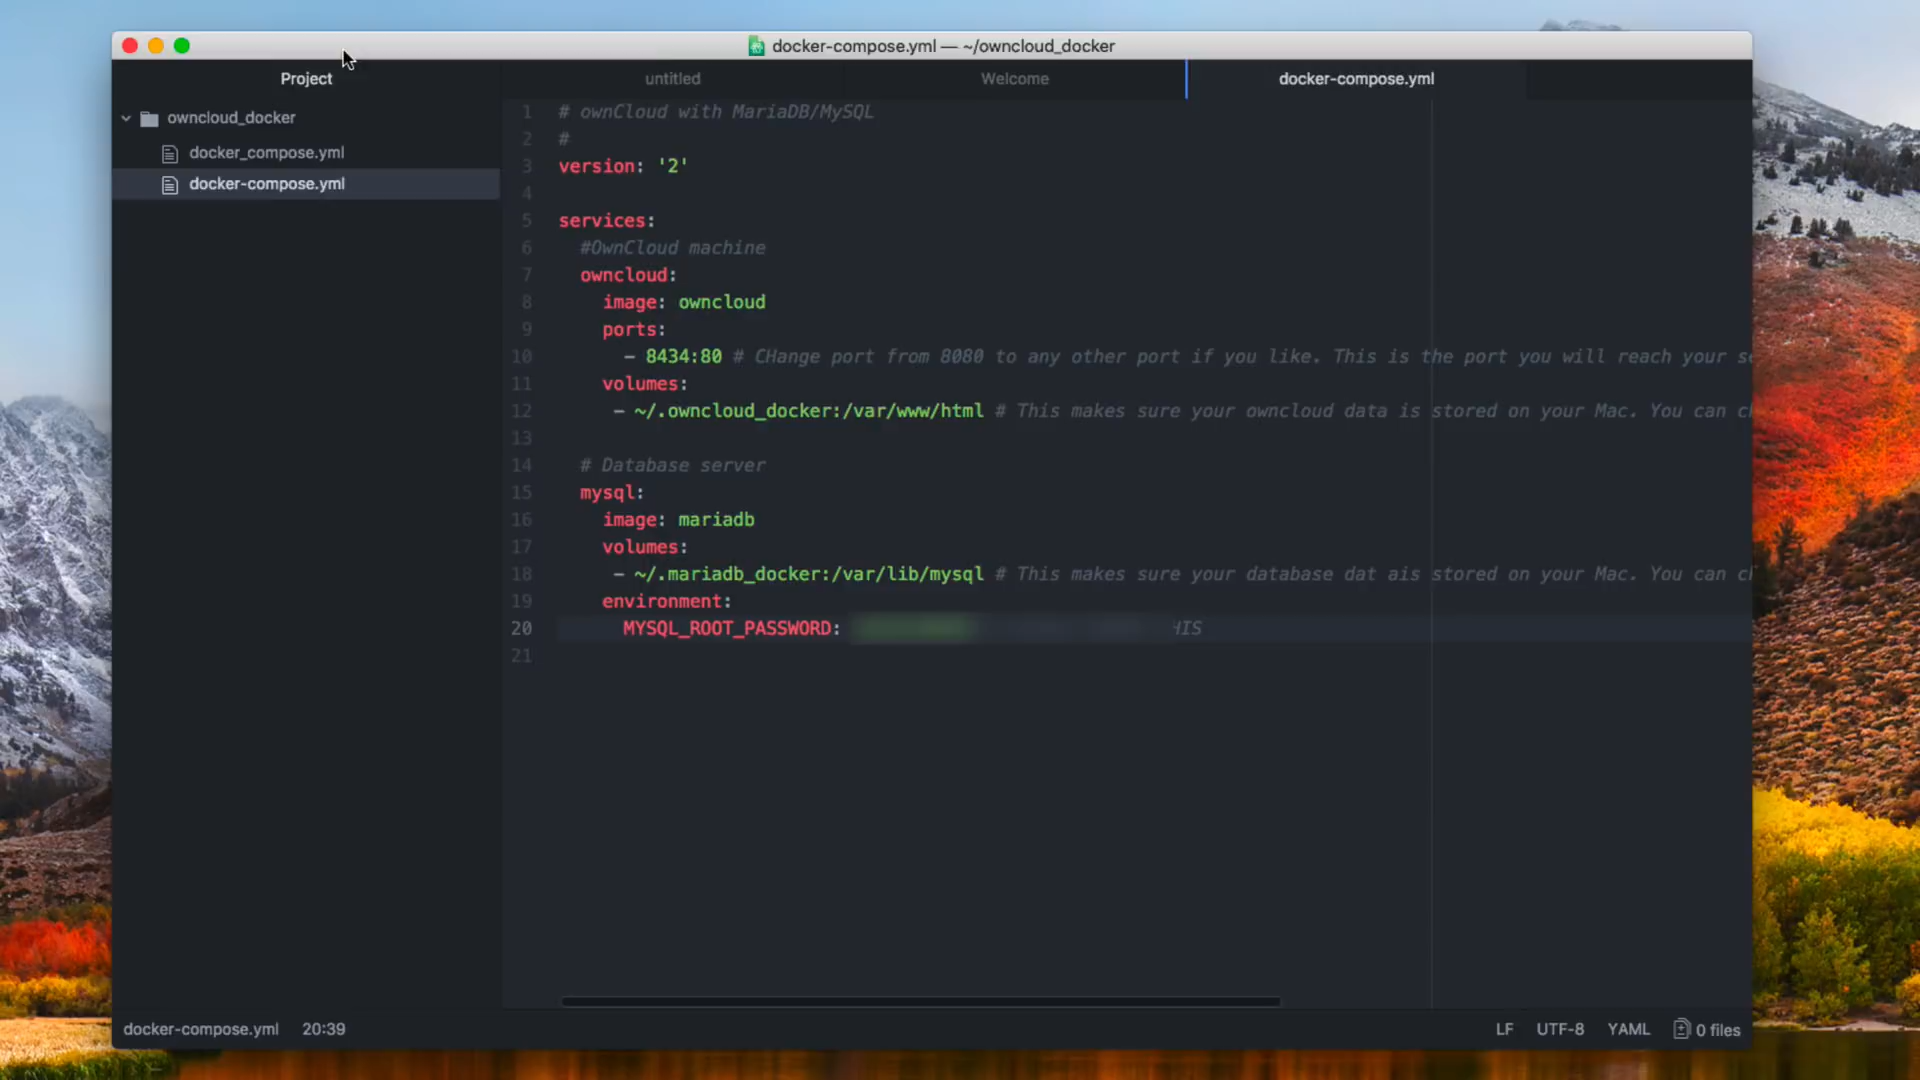 docker-compose.yml — ~/owncloud_docker
Project
untitled
Welcome
docker-compose.yml
owncloud_docker
docker_compose.yml
docker-compose.yml
1 # ownCloud with MariaDB/MySQL
2 #
3 version: '2'
4
5 services:
6 #OwnCloud machine
7 owncloud:
8 image: owncloud
9 ports:
10 - 8434:80 # CHange port from 8080 to any other port if you like. This is the port you will reach your s
11 volumes:
12 - ~/.owncloud_docker:/var/www/html # This makes sure your owncloud data is stored on your Mac. You can c
13
14 # Database server
15 mysql:
16 image: mariadb
17 volumes:
18 - ~/.mariadb_docker:/var/lib/mysql # This makes sure your database dat ais stored on your Mac. You can c
19 environment:
20 MYSQL_ROOT_PASSWORD: HIS
21
docker-compose.yml 20:39
LF UTF-8 YAML 0 files